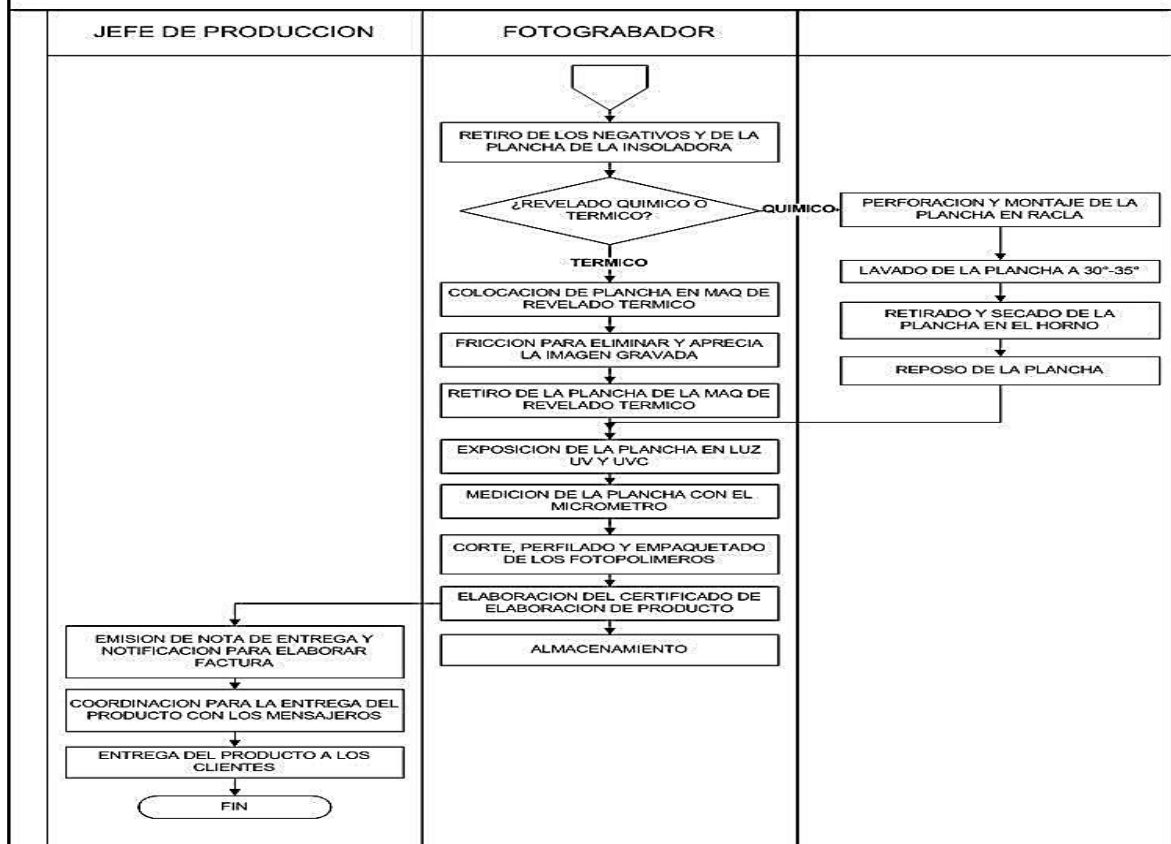 JEFE DE PRODUCCION
FOTOGRABADOR
RETIRO DE LOS NEGATIVOS Y DE LA
PLANCHA DE LA INSOLADORA
¿REVELADO QUIMICO O
TERMICO?
QUIMICO
PERFORACION Y MONTAJE DE LA
PLANCHA EN RACLA
LAVADO DE LA PLANCHA A 30°-35°
RETIRADO Y SECADO DE LA
PLANCHA EN EL HORNO
REPOSO DE LA PLANCHA
TERMICO
COLOCACION DE PLANCHA EN MAQ DE
REVELADO TERMICO
FRICCION PARA ELIMINAR Y APRECIA
LA IMAGEN GRAVADA
RETIRO DE LA PLANCHA DE LA MAQ DE
REVELADO TERMICO
EXPOSICION DE LA PLANCHA EN LUZ
UV Y UVC
MEDICION DE LA PLANCHA CON EL
MICROMETRO
CORTE, PERFILADO Y EMPAQUETADO
DE LOS FOTOPOLIMEROS
ELABORACION DEL CERTIFICADO DE
ELABORACION DE PRODUCTO
ALMACENAMIENTO
EMISION DE NOTA DE ENTREGA Y
NOTIFICACION PARA ELABORAR
FACTURA
COORDINACION PARA LA ENTREGA DEL
PRODUCTO CON LOS MENSAJEROS
ENTREGA DEL PRODUCTO A LOS
CLIENTES
FIN